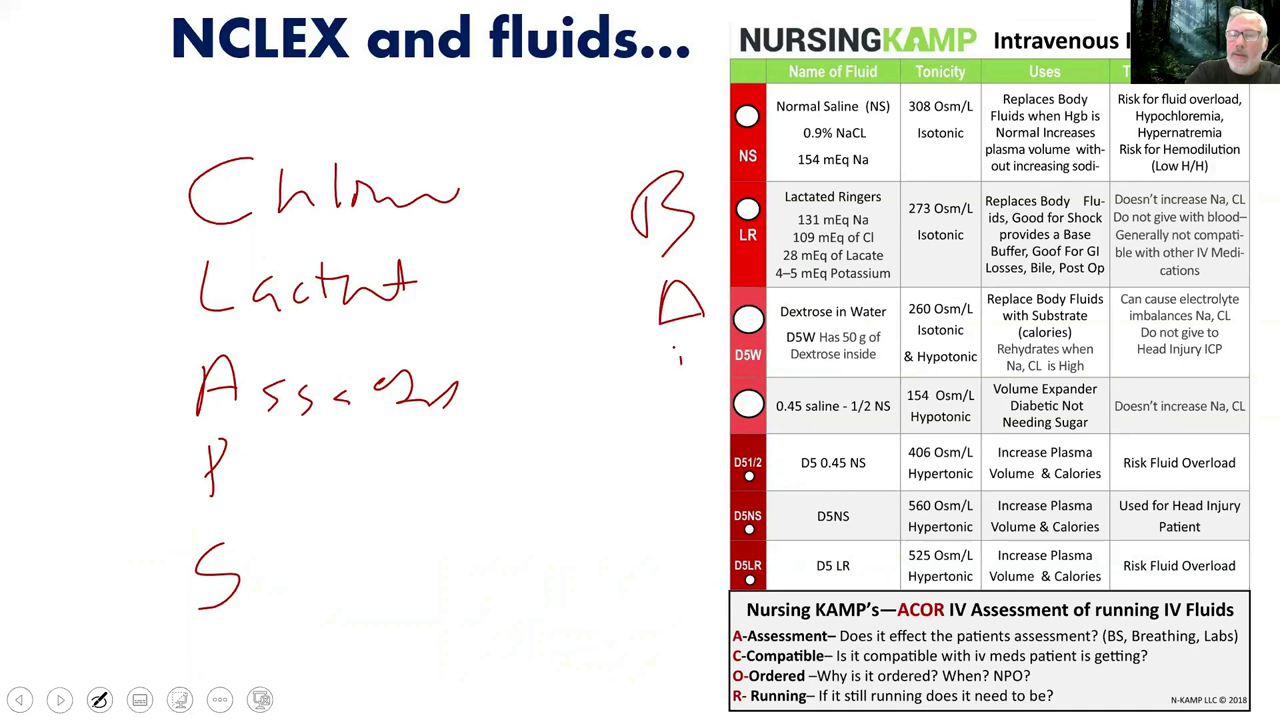 NCLEX and fluids...
Lactat
P
S
B
NURSINGKAMP
Intravenous I
Name of Fluid Tonicity Uses T
NS
Normal Saline (NS)
0.9% NaCL
154 mEq Na
308 Osm/L
Isotonic
Replaces Body
Fluids when Hgb is
Normal Increases
plasma volume with-
out increasing sodi-
Risk for fluid overload,
Hypochloremia,
Hypernatremia
Risk for Hemodilution
(Low H/H)
LR
Lactated Ringers
131 mEq Na
109 mEq of Cl
28 mEq of Lacate
4–5 mEq Potassium
273 Osm/L
Isotonic
Replaces Body Flu-
ids, Good for Shock
provides a Base
Buffer, Goof For GI
Losses, Bile, Post Op
Doesn't increase Na, CL
Do not give with blood–
Generally not compati-
ble with other IV Medi-
cations
D5W
Dextrose in Water
D5W Has 50 g of
Dextrose inside
260 Osm/L
Isotonic
& Hypotonic
Replace Body Fluids
with Substrate
(calories)
Rehydrates when
Na, CL is High
Can cause electrolyte
imbalances Na, CL
Do not give to
Head Injury ICP
0.45 saline - 1/2 NS
154 Osm/L
Hypotonic
Volume Expander
Diabetic Not
Needing Sugar
Doesn't increase Na, CL
D51/2
D5 0.45 NS
406 Osm/L
Hypertonic
Increase Plasma
Volume & Calories
Risk Fluid Overload
D5NS
D5NS
560 Osm/L
Hypertonic
Increase Plasma
Volume & Calories
Used for Head Injury
Patient
D5LR
D5 LR
525 Osm/L
Hypertonic
Increase Plasma
Volume & Calories
Risk Fluid Overload
Nursing KAMP's—ACOR IV Assessment of running IV Fluids
A-Assessment– Does it effect the patients assessment? (BS, Breathing, Labs)
C-Compatible– Is it compatible with iv meds patient is getting?
O-Ordered –Why is it ordered? When? NPO?
R- Running– If it still running does it need to be?
N-KAMP LLC © 2018